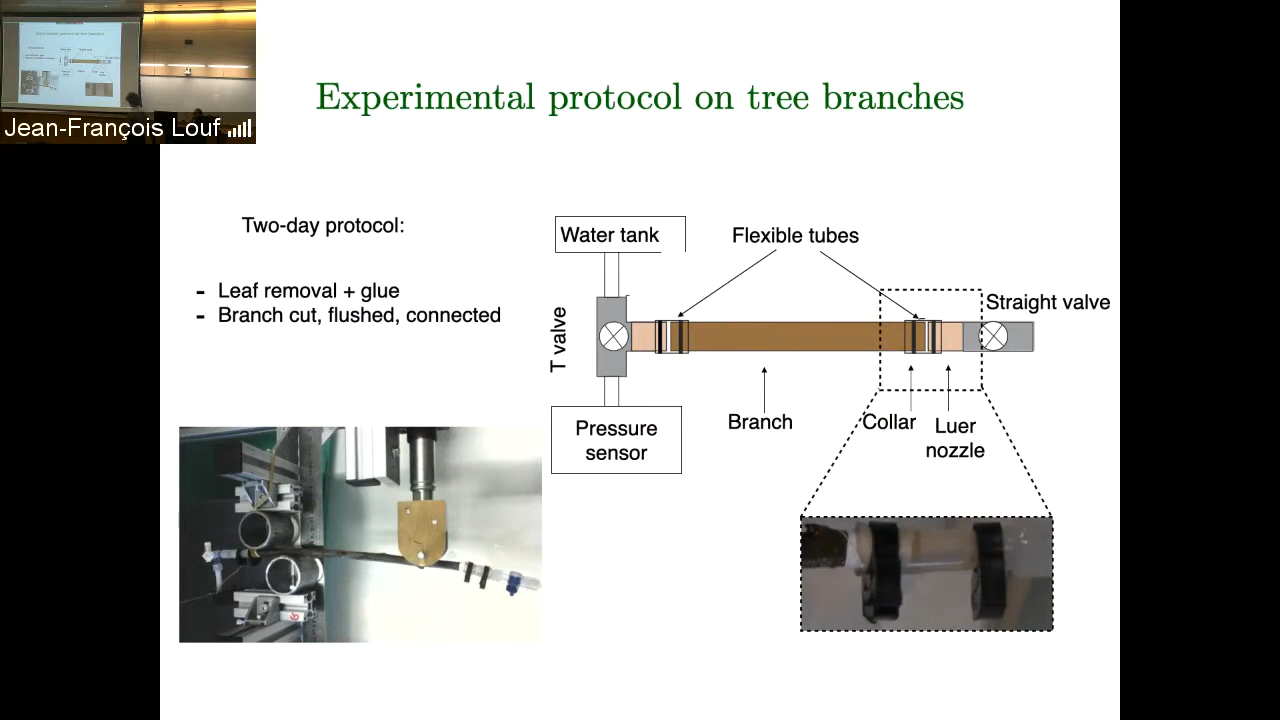 Jean-François Louf
Experimental protocol on tree branches
Two-day protocol:
- Leaf removal + glue
- Branch cut, flushed, connected
Water tank
Flexible tubes
Straight valve
T valve
Branch
Collar
Luer
nozzle
Pressure
sensor